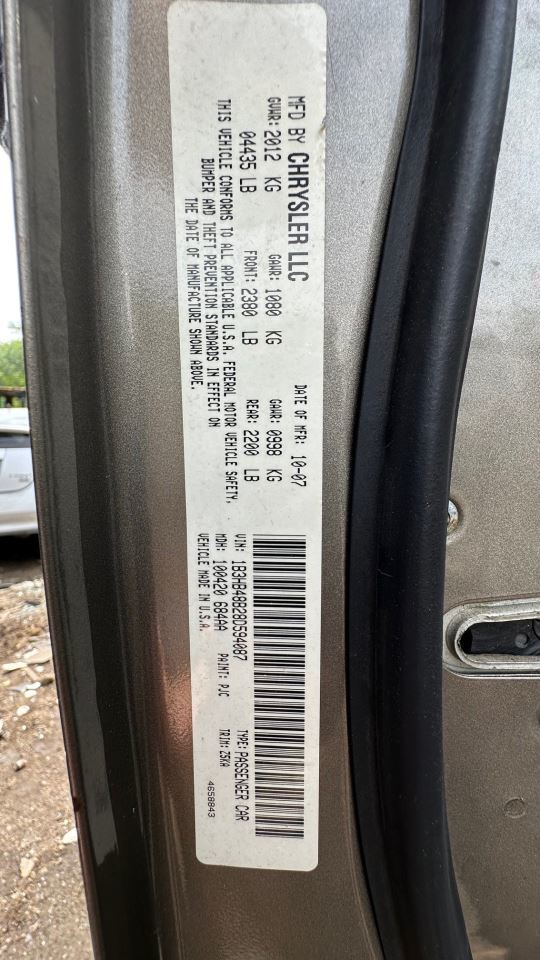 MFD BY CHRYSLER LLC
DATE OF MFR: 10-07
GVWR: 2012 KG
GAWR: 1080 KG
GAWR: 0998 KG
04435 LB
FRONT: 2380 LB
REAR: 2200 LB
THIS VEHICLE CONFORMS TO ALL APPLICABLE U.S.A. FEDERAL MOTOR VEHICLE SAFETY,
BUMPER AND THEFT PREVENTION STANDARDS IN EFFECT ON
THE DATE OF MANUFACTURE SHOWN ABOVE.
VIN: 1B3HB48B28D594087
TYPE: PASSENGER CAR
MDH: 100420 684AA
PAINT: PJC
TRIM: Z5KA
VEHICLE MADE IN U.S.A.
4658843